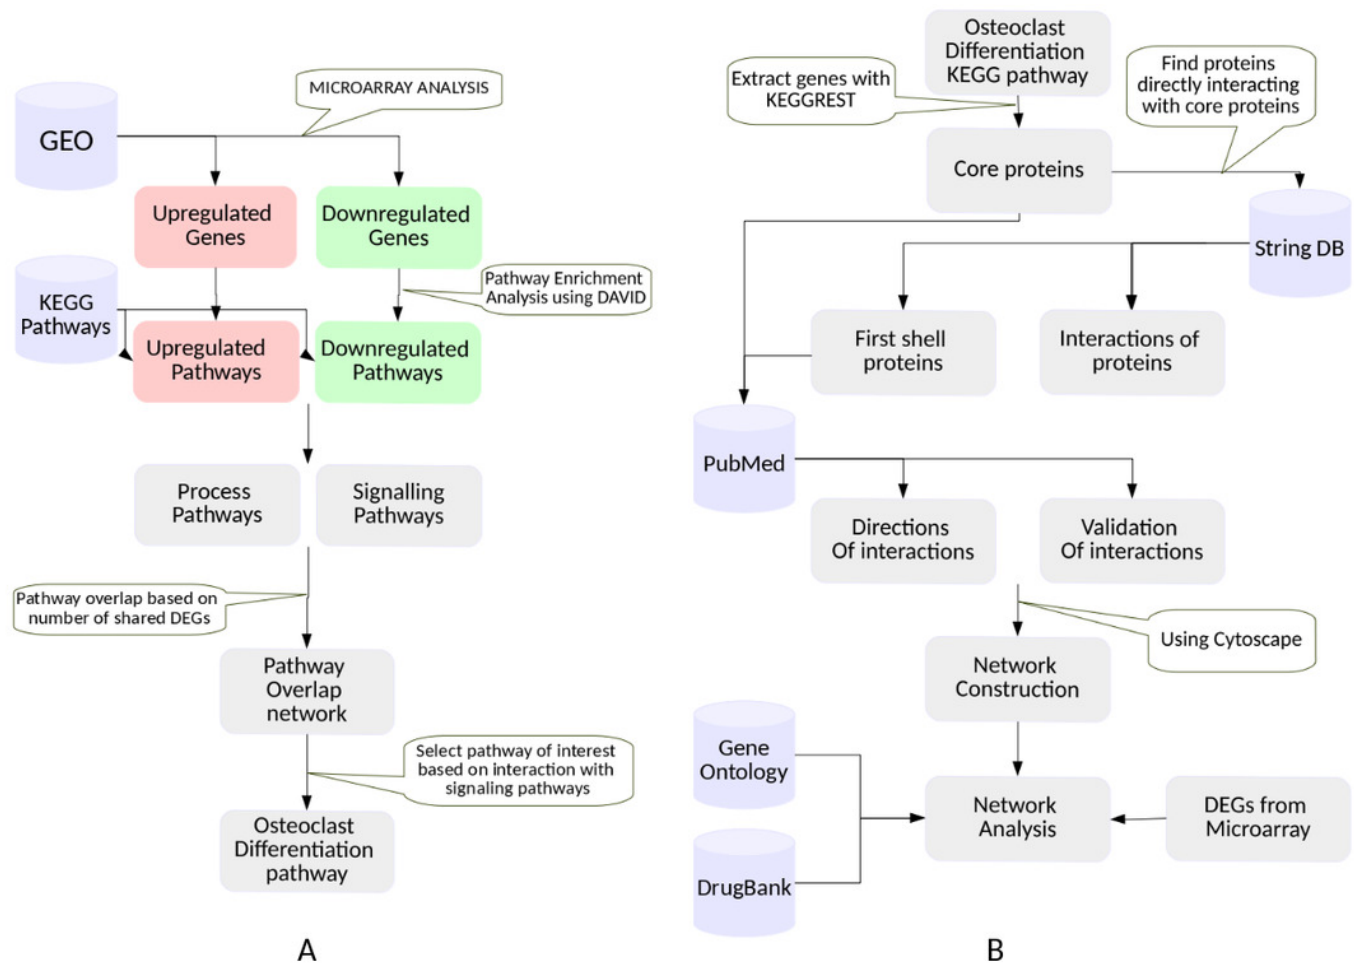 MICROARRAY ANALYSIS
GEO
Upregulated
Genes
Downregulated
Genes
Pathway Enrichment
Analysis using DAVID
KEGG
Pathways
Upregulated
Pathways
Downregulated
Pathways
Process
Pathways
Signalling
Pathways
Pathway overlap based on
number of shared DEGs
Pathway
Overlap
network
Select pathway of interest
based on interaction with
signaling pathways
Osteoclast
Differentiation
pathway
A
Osteoclast
Differentiation
KEGG pathway
Extract genes with
KEGGREST
Find proteins
directly interacting
with core proteins
Core proteins
String DB
First shell
proteins
Interactions of
proteins
PubMed
Directions
Of interactions
Validation
Of interactions
Using Cytoscape
Network
Construction
Gene
Ontology
Network
Analysis
DEGs from
Microarray
DrugBank
B